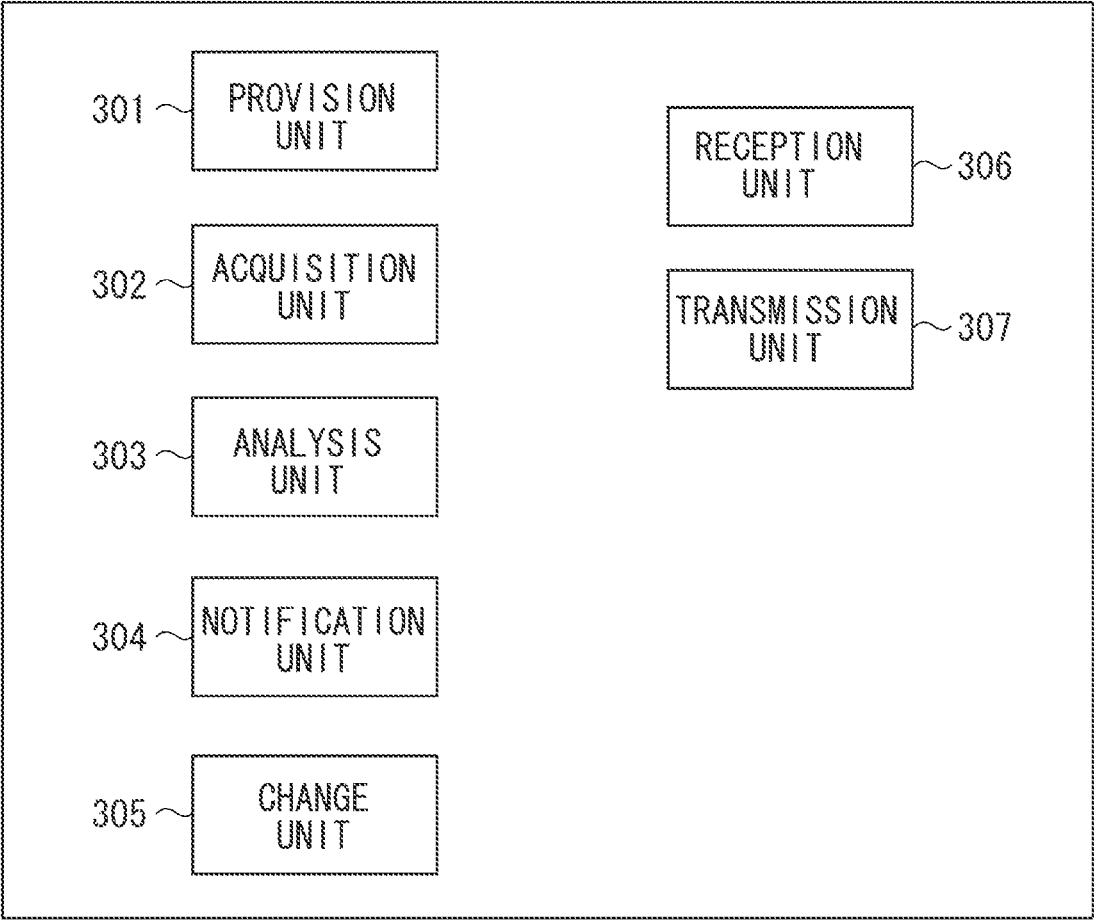 301
PROVISION
UNIT
302
ACQUISITION
UNIT
303
ANALYSIS
UNIT
304
NOTIFICATION
UNIT
305
CHANGE
UNIT
RECEPTION
UNIT
306
TRANSMISSION
UNIT
307